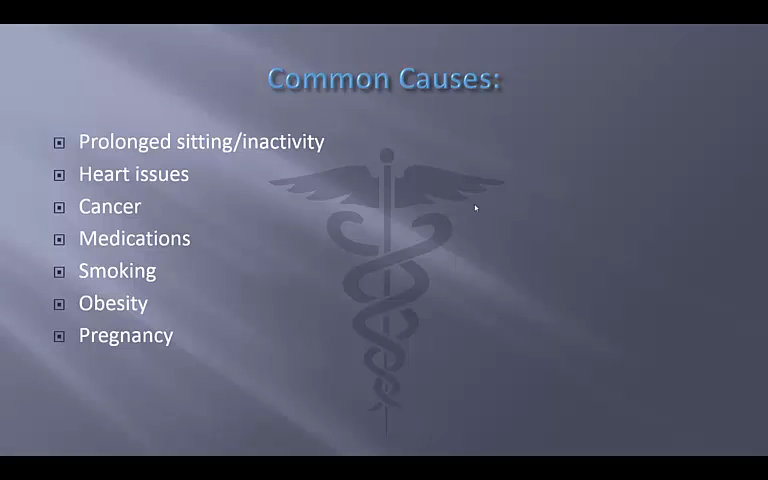 Common Causes:
Prolonged sitting/inactivity
Heart issues
Cancer
Medications
Smoking
Obesity
Pregnancy